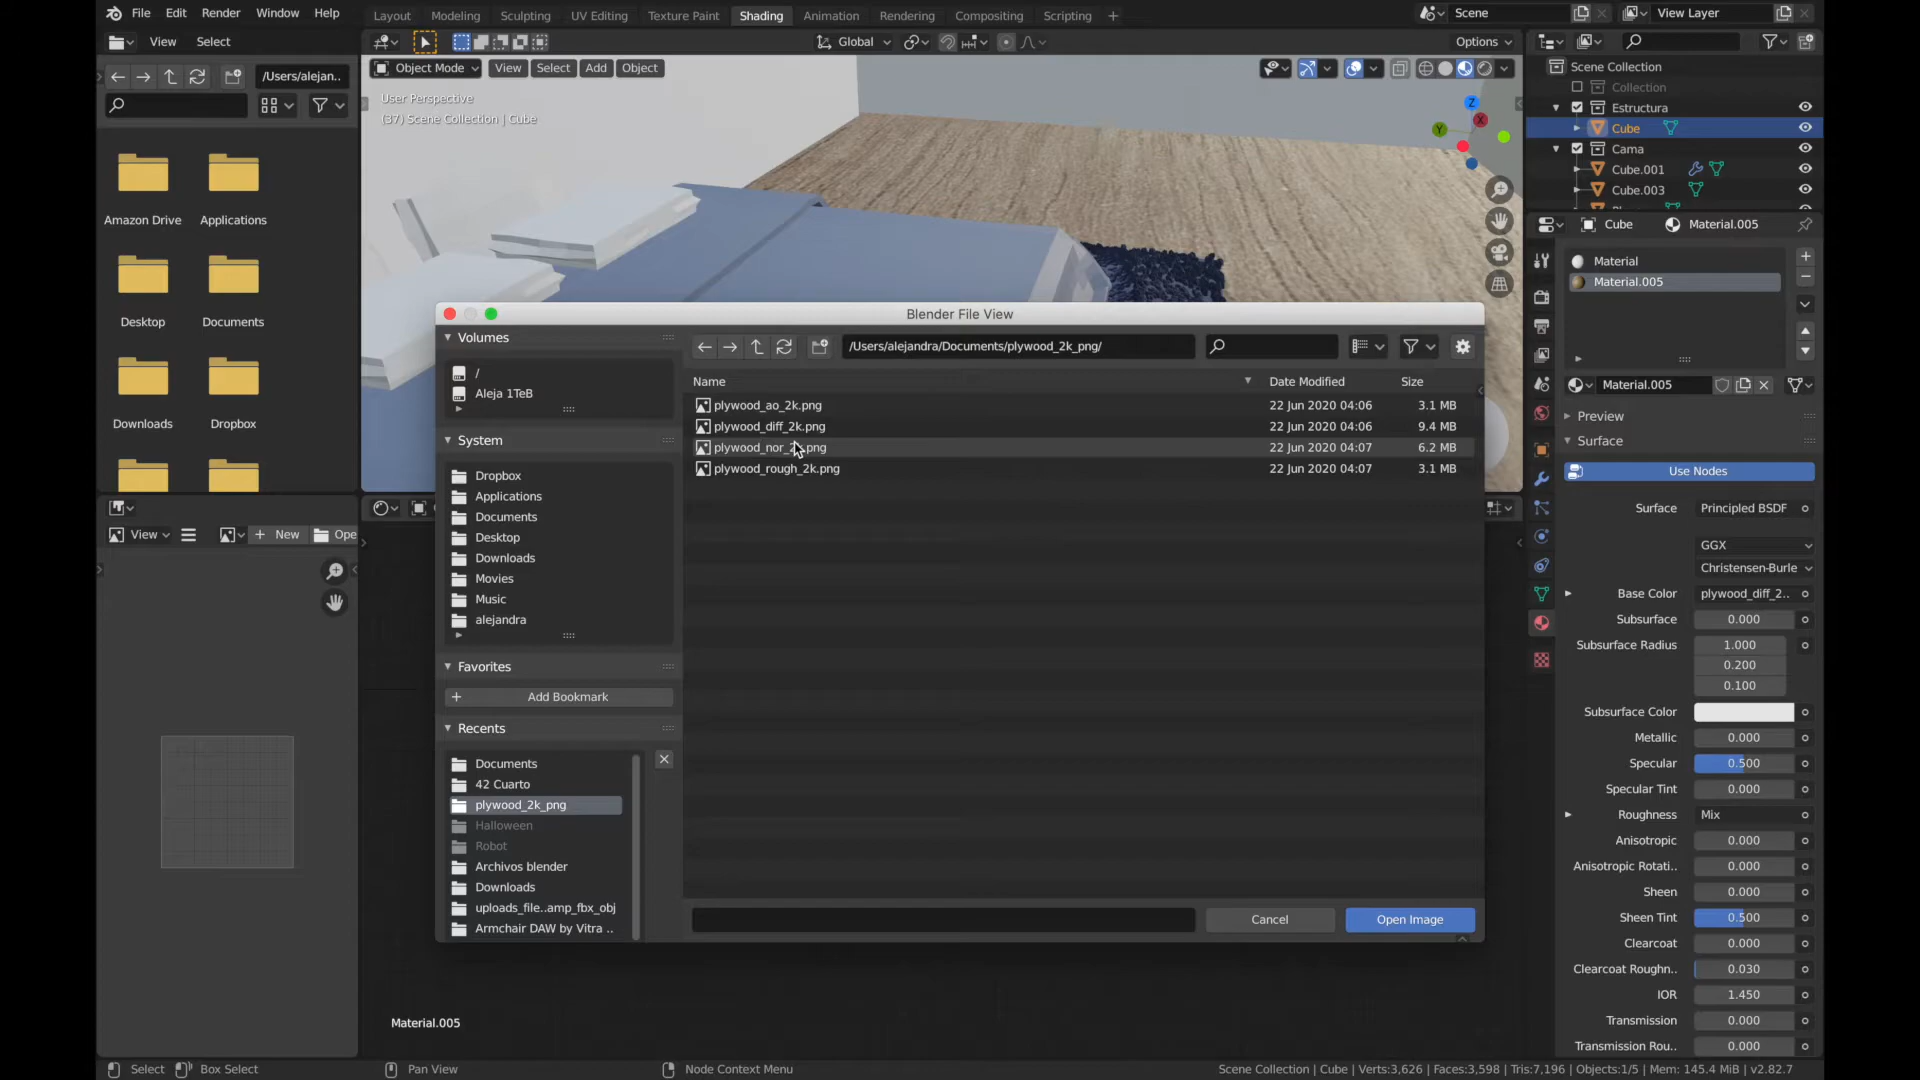 File Edit Render Window Help
Layout Modeling Sculpting UV Editing Texture Paint Shading Animation Rendering Compositing Scripting +
Scene View Layer
View Select
Global Options
/Users/alejan..
Object Mode View Select Add Object
User Perspective
(37) Scene Collection | Cube
Z
Y
X
Amazon Drive Applications
Desktop Documents
Downloads Dropbox
View + New Ope
Scene Collection
Collection
Estructura
Cube
Cama
Cube.001
Cube.003
Cube Material.005
Material
Material.005
Material.005
Preview
Surface
Use Nodes
Surface Principled BSDF
GGX
Christensen-Burle
Base Color plywood_diff_2..
Subsurface 0.000
Subsurface Radius 1.000
0.200
0.100
Subsurface Color
Metallic 0.000
Specular 0.500
Specular Tint 0.000
Roughness Mix
Anisotropic 0.000
Anisotropic Rotati.. 0.000
Sheen 0.000
Sheen Tint 0.500
Clearcoat 0.000
Clearcoat Roughn.. 0.030
IOR 1.450
Transmission 0.000
Transmission Rou.. 0.000
Blender File View
Volumes
/
Aleja 1TeB
System
Dropbox
Applications
Documents
Desktop
Downloads
Movies
Music
alejandra
Favorites
+ Add Bookmark
Recents
Documents
42 Cuarto
plywood_2k_png
Halloween
Robot
Archivos blender
Downloads
uploads_file..amp_fbx_obj
Armchair DAW by Vitra ..
/Users/alejandra/Documents/plywood_2k_png/
Name Date Modified Size
plywood_ao_2k.png 22 Jun 2020 04:06 3.1 MB
plywood_diff_2k.png 22 Jun 2020 04:06 9.4 MB
plywood_nor_2k.png 22 Jun 2020 04:07 6.2 MB
plywood_rough_2k.png 22 Jun 2020 04:07 3.1 MB
Cancel Open Image
Material.005
Select Box Select Pan View Node Context Menu
Scene Collection | Cube | Verts:3,626 | Faces:3,598 | Tris:7,196 | Objects:1/5 | Mem: 145.4 MiB | v2.82.7